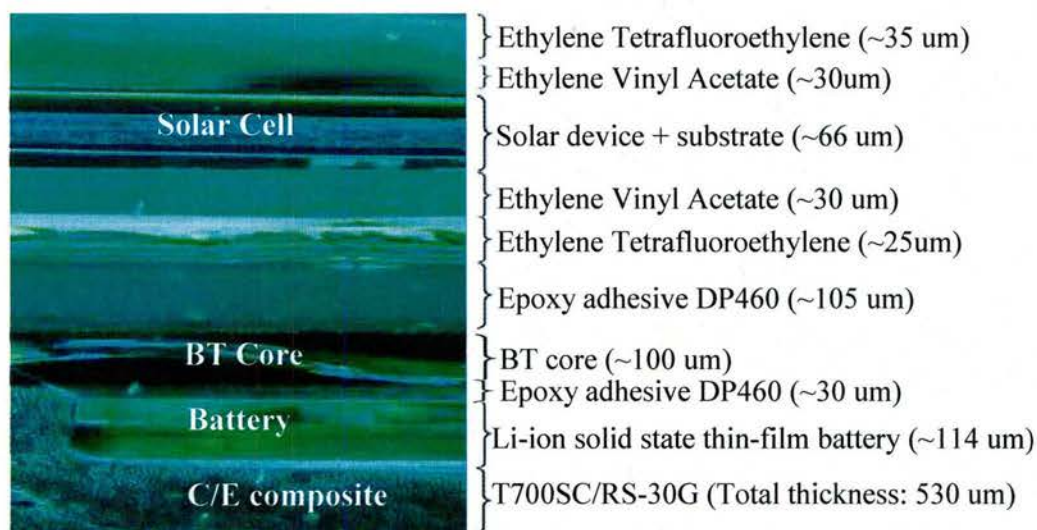 Ethylene Tetrafluoroethylene (~35 um)
Ethylene Vinyl Acetate (~30um)
Solar Cell
Solar device + substrate (~66 um)
Ethylene Vinyl Acetate (~30 um)
Ethylene Tetrafluoroethylene (~25um)
Epoxy adhesive DP460 (~105 um)
BT Core
BT core (~100 um)
Epoxy adhesive DP460 (~30 um)
Battery
Li-ion solid state thin-film battery (~114 um)
C/E composite
T700SC/RS-30G (Total thickness: 530 um)